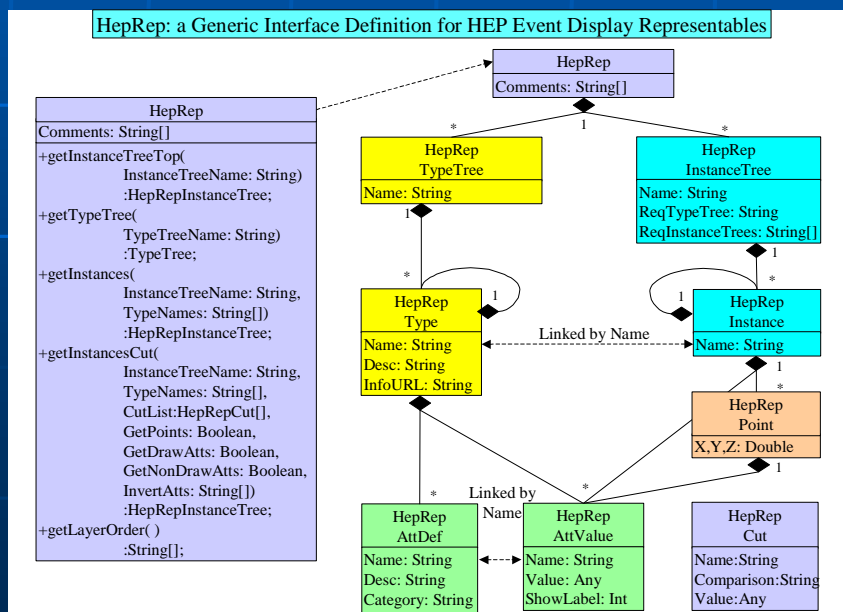 HepRep: a Generic Interface Definition for HEP Event Display Representables
HepRep
Comments: String[]
+getInstanceTreeTop(
InstanceTreeName: String)
:HepRepInstanceTree;
+getTypeTree(
TypeTreeName: String)
:TypeTree;
+getInstances(
InstanceTreeName: String,
TypeNames: String[])
:HepRepInstanceTree;
+getInstancesCut(
InstanceTreeName: String,
TypeNames: String[],
CutList:HepRepCut[],
GetPoints: Boolean,
GetDrawAtts: Boolean,
GetNonDrawAtts: Boolean,
InvertAtts: String[])
:HepRepInstanceTree;
+getLayerOrder( )
:String[];
HepRep
Comments: String[]
1
*
*
HepRep
TypeTree
Name: String
1
*
HepRep
InstanceTree
Name: String
ReqTypeTree: String
ReqInstanceTrees: String[]
1
*
HepRep
Type
Name: String
Desc: String
InfoURL: String
1
Linked by Name
HepRep
Instance
Name: String
1
1
*
HepRep
Point
X,Y,Z: Double
1
*
*
Linked by
Name
HepRep
AttDef
Name: String
Desc: String
Category: String
HepRep
AttValue
Name: String
Value: Any
ShowLabel: Int
HepRep
Cut
Name:String
Comparison:String
Value:Any